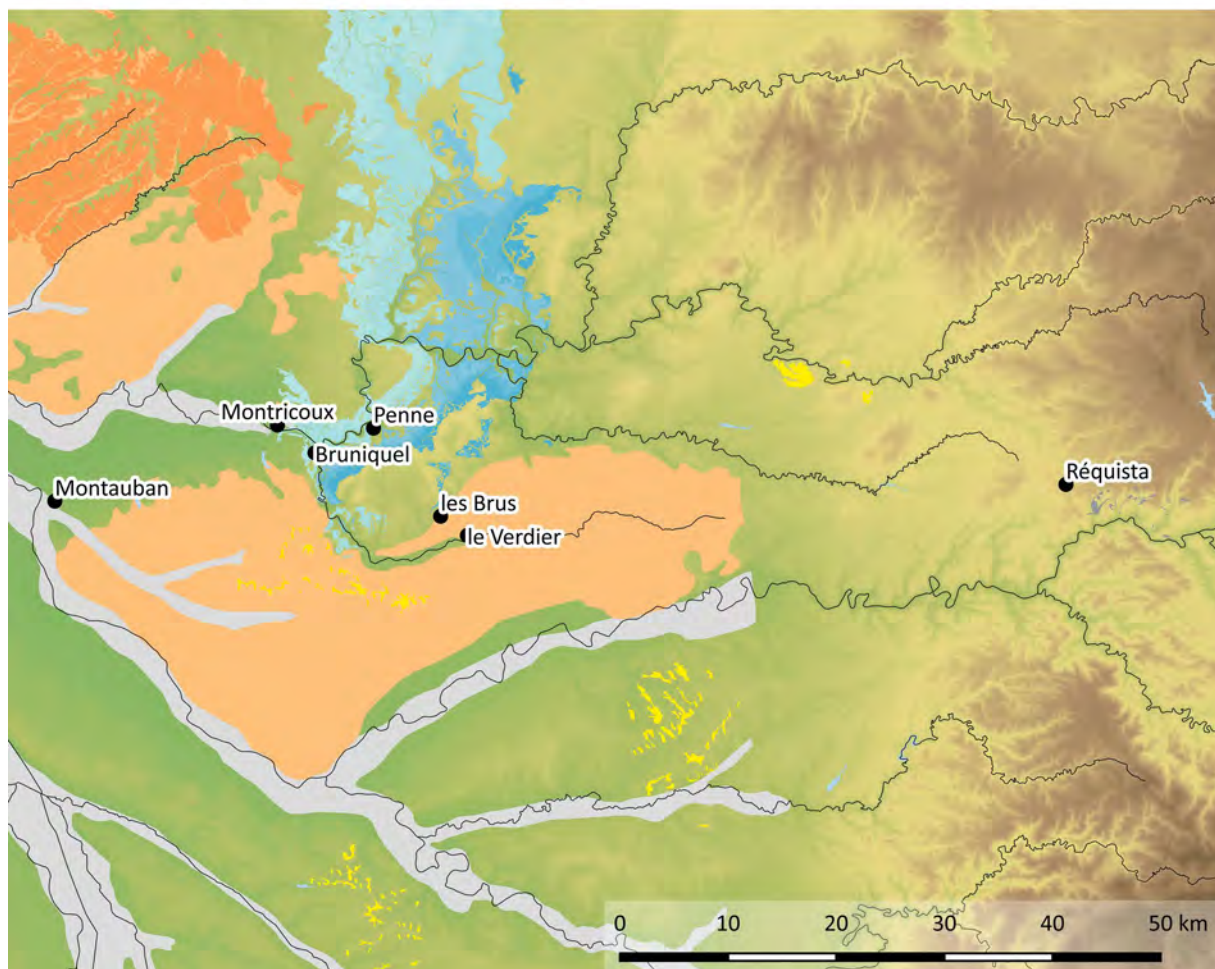 Montricoux
Penne
Bruniquel
Réquista
Montauban
les Brus
le Verdier
0 10 20 30 40 50 km